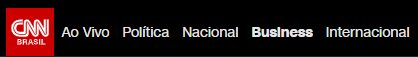 CNN
BRASIL
Ao Vivo Política Nacional Business Internacional